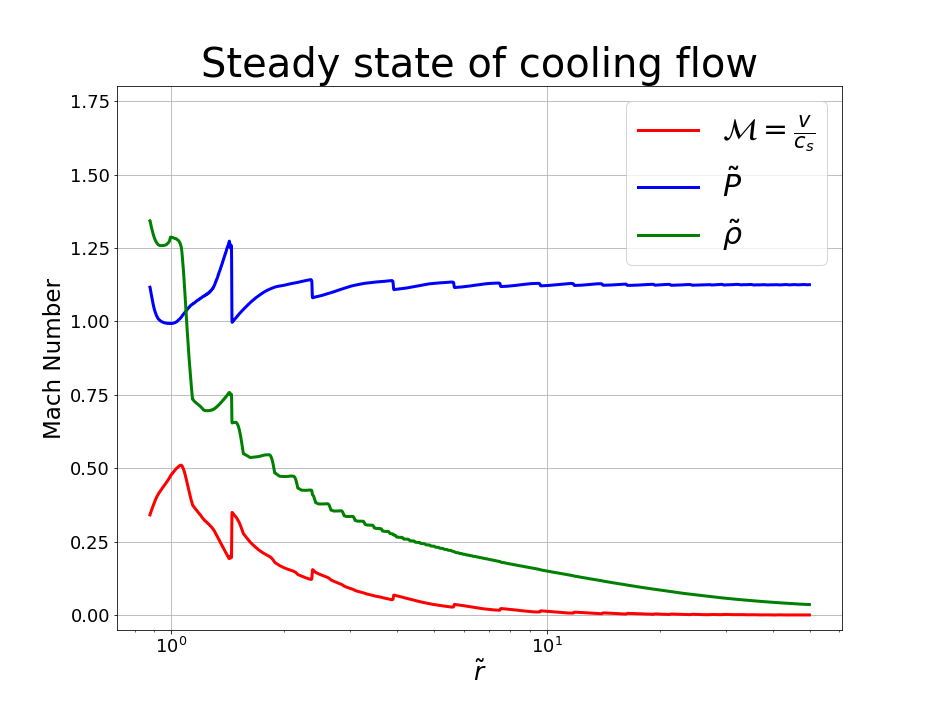 Steady state of cooling flow
Mach Number
1.75
1.50
1.25
1.00
0.75
0.50
0.25
0.00
10⁰
10¹
r̃
ℳ = v/cₛ
P̃
ρ̃